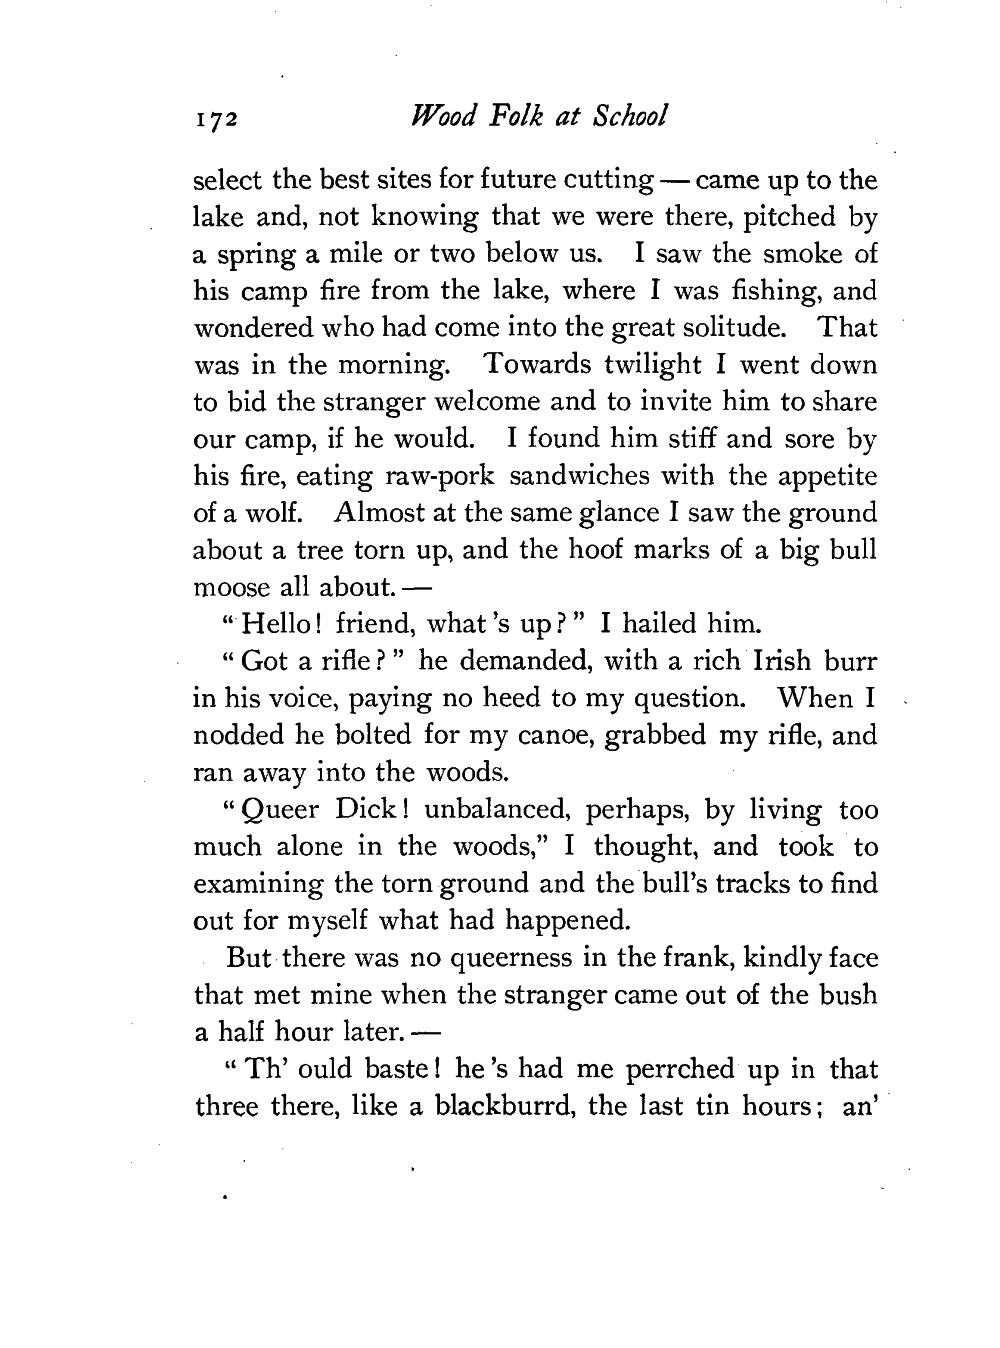 172 Wood Folk at School
select the best sites for future cutting — came up to the
lake and, not knowing that we were there, pitched by
a spring a mile or two below us. I saw the smoke of
his camp fire from the lake, where I was fishing, and
wondered who had come into the great solitude. That
was in the morning. Towards twilight I went down
to bid the stranger welcome and to invite him to share
our camp, if he would. I found him stiff and sore by
his fire, eating raw-pork sandwiches with the appetite
of a wolf. Almost at the same glance I saw the ground
about a tree torn up, and the hoof marks of a big bull
moose all about. —
“Hello! friend, what 's up?” I hailed him.
“Got a rifle?” he demanded, with a rich Irish burr
in his voice, paying no heed to my question. When I
nodded he bolted for my canoe, grabbed my rifle, and
ran away into the woods.
“Queer Dick! unbalanced, perhaps, by living too
much alone in the woods,” I thought, and took to
examining the torn ground and the bull's tracks to find
out for myself what had happened.
But there was no queerness in the frank, kindly face
that met mine when the stranger came out of the bush
a half hour later. —
“Th' ould baste! he 's had me perrched up in that
three there, like a blackburrd, the last tin hours; an'